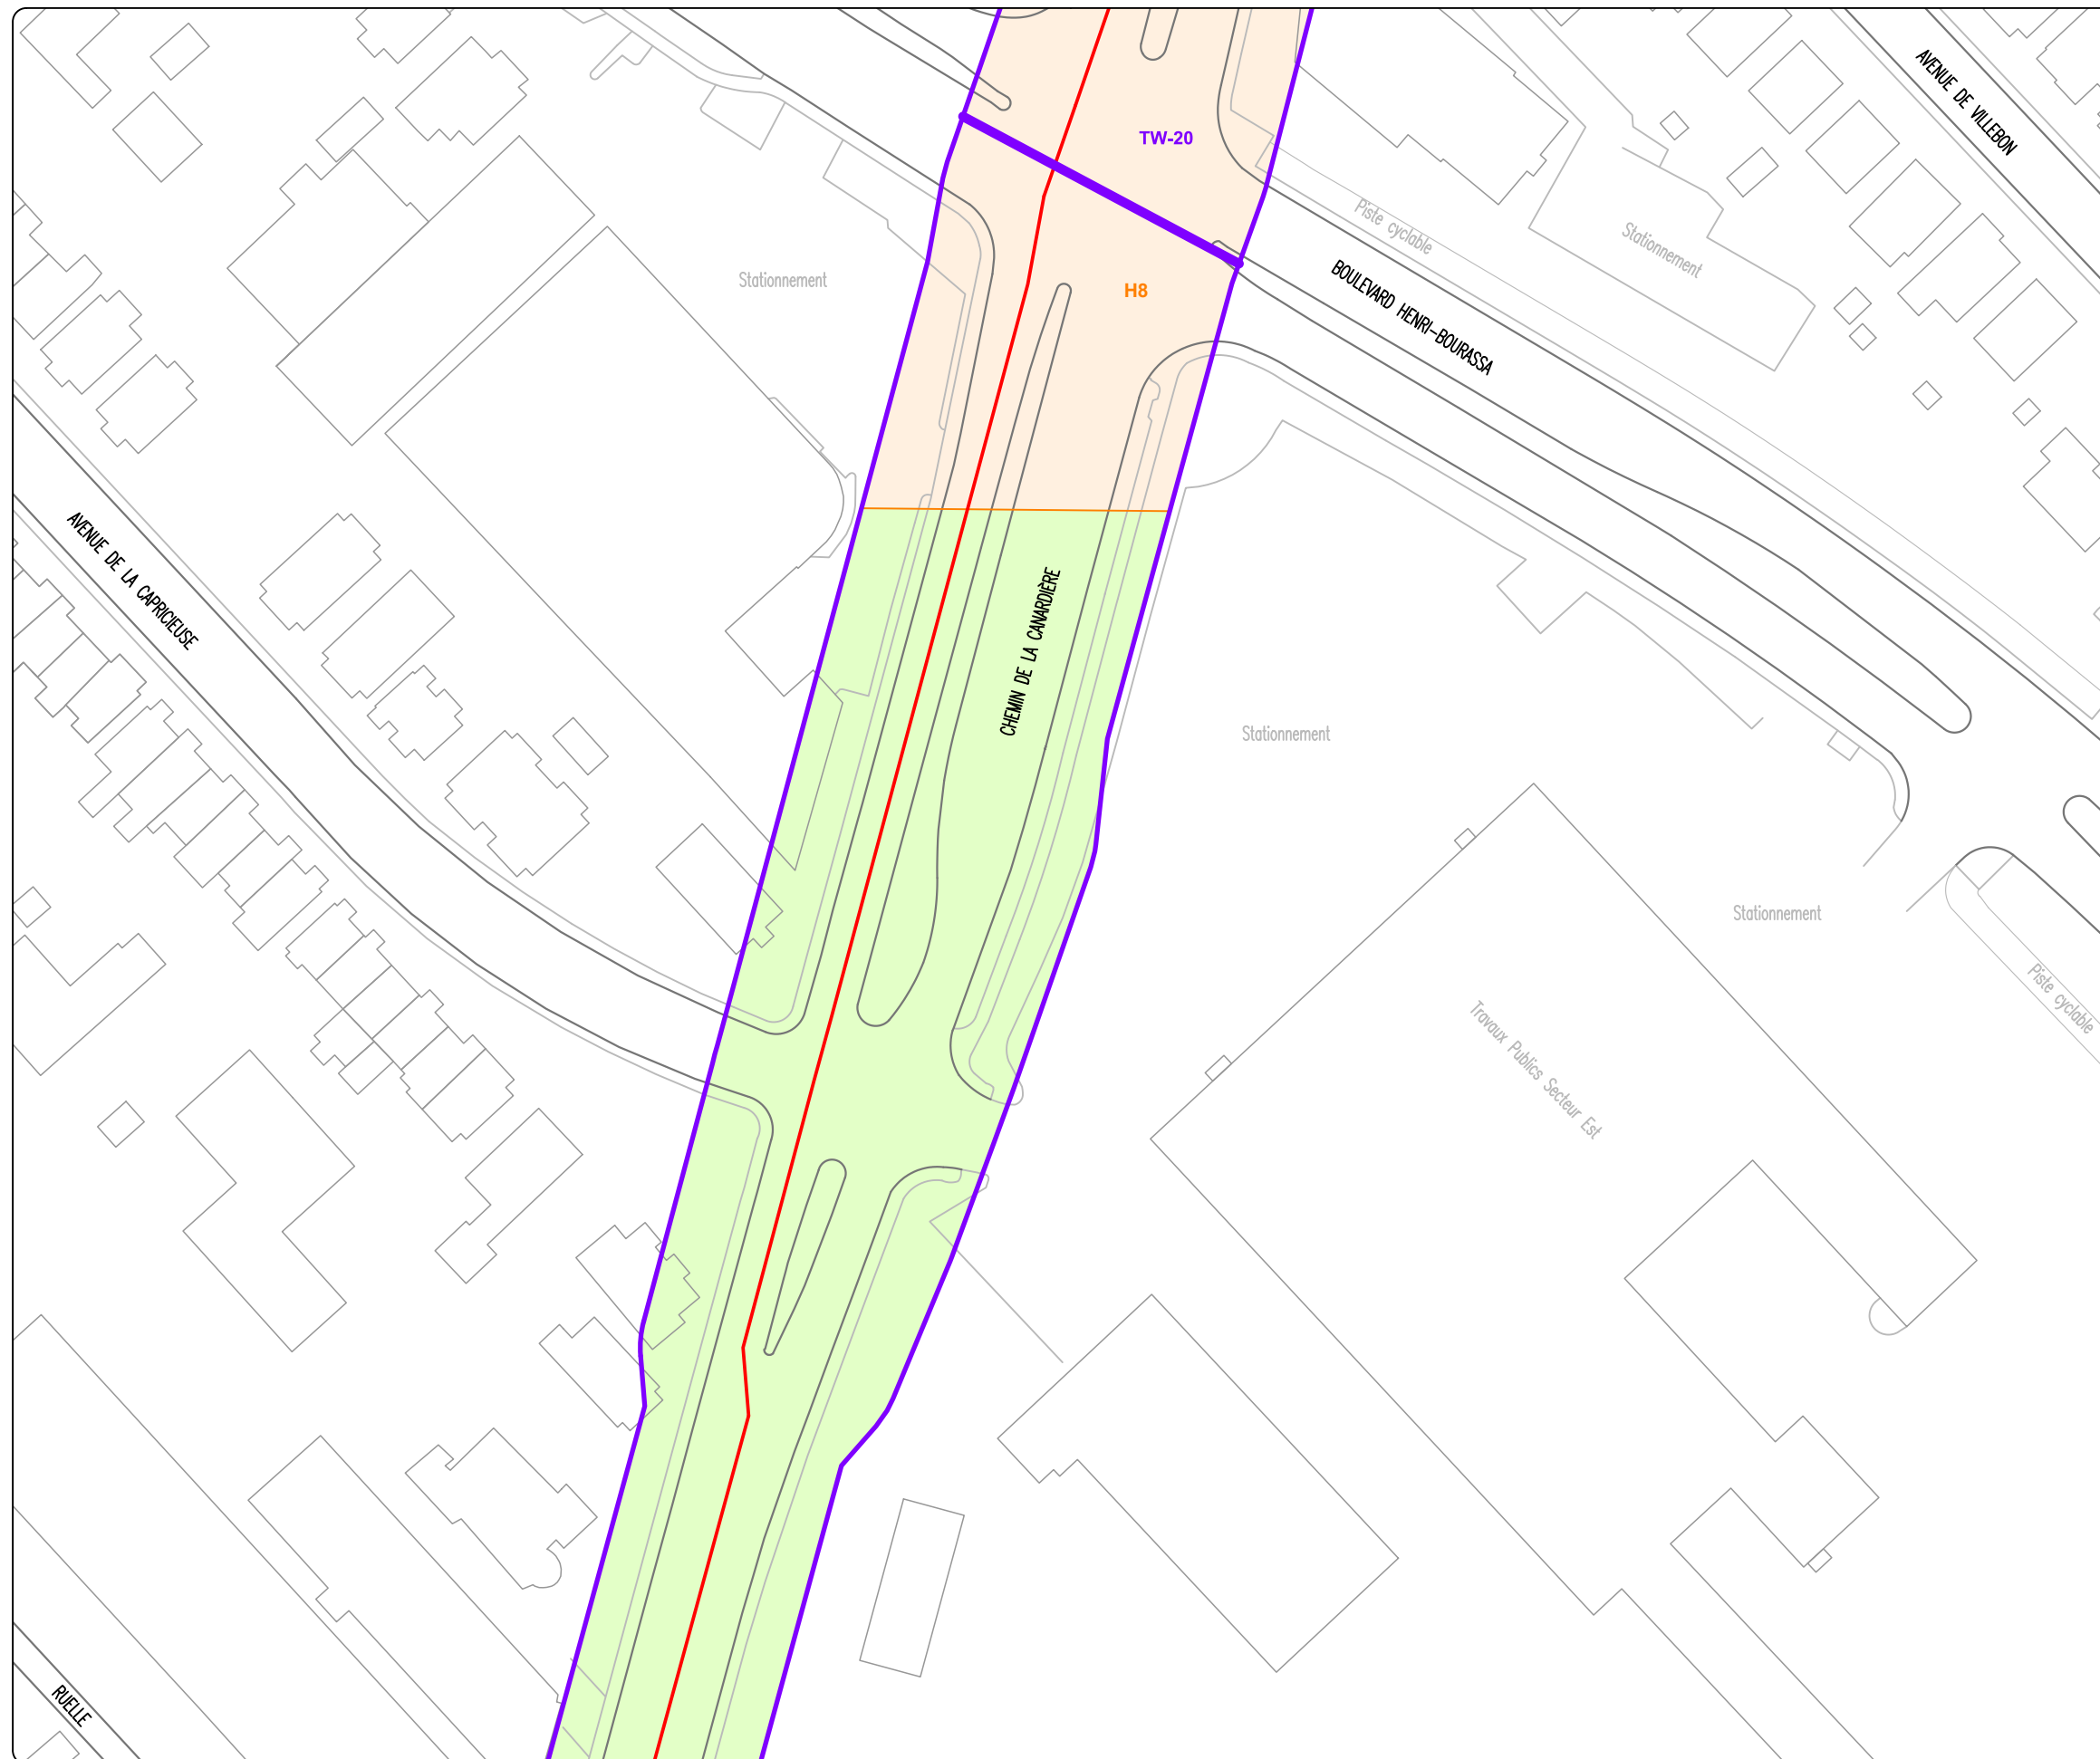 AVENUE DE VILLEBON
TW-20
Piste cyclable
Stationnement
Stationnement
H8
BOULEVARD HENRI-BOURASSA
AVENUE DE LA CAPRICIEUSE
CHEMIN DE LA CANARDIÈRE
Stationnement
Stationnement
Piste cyclable
Travaux Publics Secteur Est
RUELLE